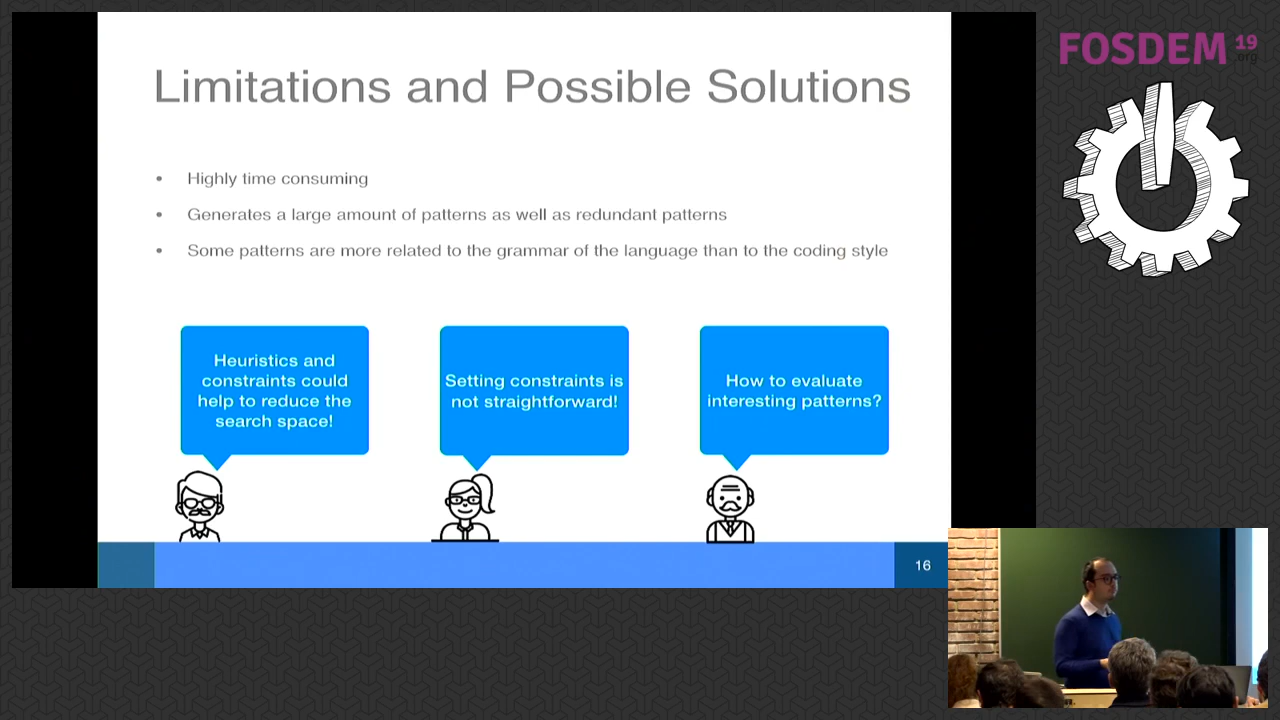 Limitations and Possible Solutions
• Highly time consuming
• Generates a large amount of patterns as well as redundant patterns
• Some patterns are more related to the grammar of the language than to the coding style
Heuristics and
constraints could
help to reduce the
search space!
Setting constraints is
not straightforward!
How to evaluate
interesting patterns?
16
FOSDEM 19
.org